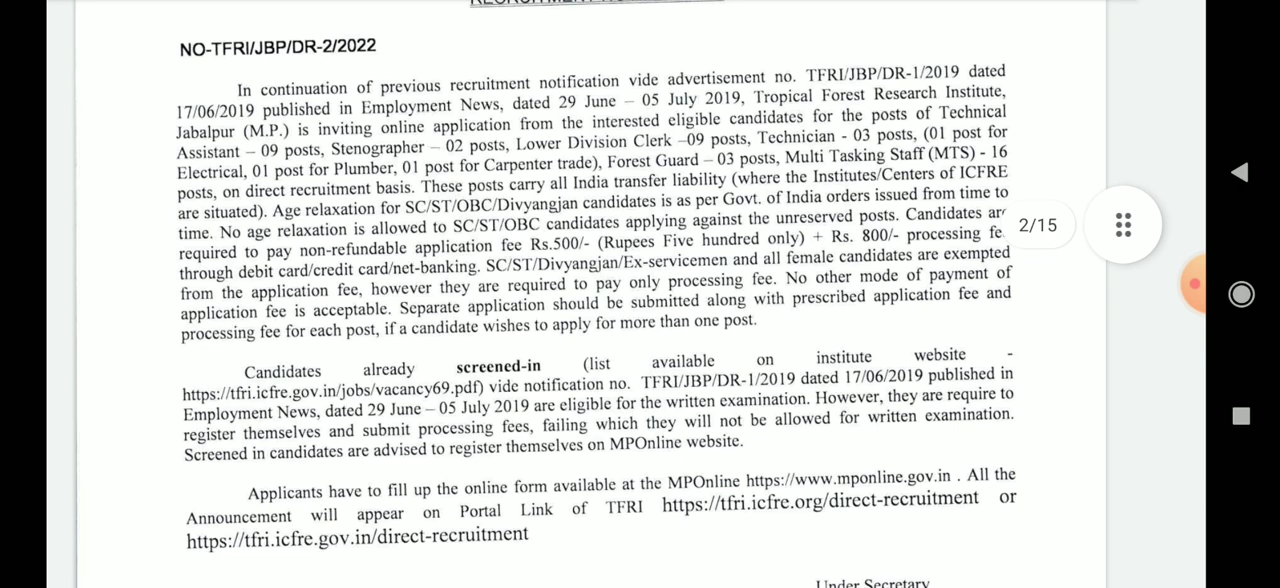 NO-TFRI/JBP/DR-2/2022
In continuation of previous recruitment notification vide advertisement no. TFRI/JBP/DR-1/2019 dated
17/06/2019 published in Employment News, dated 29 June – 05 July 2019, Tropical Forest Research Institute,
Jabalpur (M.P.) is inviting online application from the interested eligible candidates for the posts of Technical
Assistant – 09 posts, Stenographer – 02 posts, Lower Division Clerk –09 posts, Technician - 03 posts, (01 post for
Electrical, 01 post for Plumber, 01 post for Carpenter trade), Forest Guard – 03 posts, Multi Tasking Staff (MTS) - 16
posts, on direct recruitment basis. These posts carry all India transfer liability (where the Institutes/Centers of ICFRE
are situated). Age relaxation for SC/ST/OBC/Divyangjan candidates is as per Govt. of India orders issued from time to
time. No age relaxation is allowed to SC/ST/OBC candidates applying against the unreserved posts. Candidates
required to pay non-refundable application fee Rs.500/- (Rupees Five hundred only) + Rs. 800/- processing
2/15
through debit card/credit card/net-banking. SC/ST/Divyangjan/Ex-servicemen and all female candidates are exempted
from the application fee, however they are required to pay only processing fee. No other mode of payment of
application fee is acceptable. Separate application should be submitted along with prescribed application fee and
processing fee for each post, if a candidate wishes to apply for more than one post.
Candidates already screened-in (list available on institute website -
https://tfri.icfre.gov.in/jobs/vacancy69.pdf) vide notification no. TFRI/JBP/DR-1/2019 dated 17/06/2019 published in
Employment News, dated 29 June – 05 July 2019 are eligible for the written examination. However, they are require to
register themselves and submit processing fees, failing which they will not be allowed for written examination.
Screened in candidates are advised to register themselves on MPOnline website.
Applicants have to fill up the online form available at the MPOnline https://www.mponline.gov.in . All the
Announcement will appear on Portal Link of TFRI https://tfri.icfre.org/direct-recruitment or
https://tfri.icfre.gov.in/direct-recruitment
Under Secretary